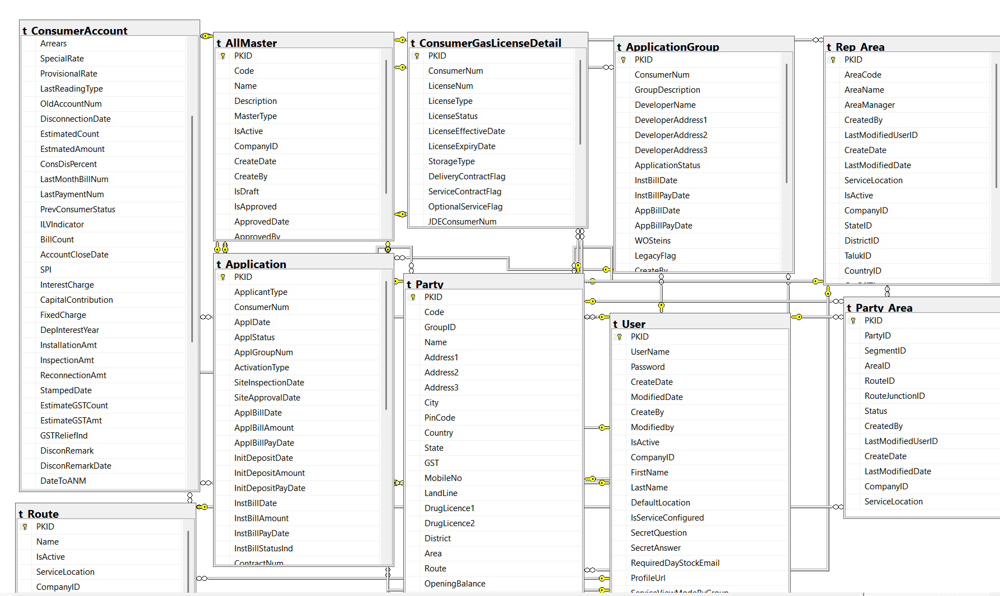 t_ConsumerAccount
Arrears
SpecialRate
ProvisionalRate
LastReadingType
OldAccountNum
DisconnectionDate
EstimatedCount
EstmatedAmount
ConsDisPercent
LastMonthBillNum
LastPaymentNum
PrevConsumerStatus
ILVIndicator
BillCount
AccountCloseDate
SPI
InterestCharge
CapitalContribution
FixedCharge
DepInterestYear
InstallationAmt
InspectionAmt
ReconnectionAmt
StampedDate
EstimateGSTCount
EstimateGSTAmt
GSTReliefInd
DisconRemark
DisconRemarkDate
DateToANM
t_Route
PKID
Name
IsActive
ServiceLocation
CompanyID
t_AllMaster
PKID
Code
Name
Description
MasterType
IsActive
CompanyID
CreateDate
CreateBy
IsDraft
IsApproved
ApprovedDate
ApprovedBy
t_Application
PKID
ApplicantType
ConsumerNum
ApplDate
ApplStatus
ApplGroupNum
ActivationType
SiteInspectionDate
SiteApprovalDate
ApplBillDate
ApplBillAmount
ApplBillPayDate
InitDepositDate
InitDepositAmount
InitDepositPayDate
InstBillDate
InstBillAmount
InstBillPayDate
InstBillStatusInd
ContractNum
t_ConsumerGasLicenseDetail
PKID
ConsumerNum
LicenseNum
LicenseType
LicenseStatus
LicenseEffectiveDate
LicenseExpiryDate
StorageType
DeliveryContractFlag
ServiceContractFlag
OptionalServiceFlag
JDEConsumerNum
t_Party
PKID
Code
GroupID
Name
Address1
Address2
Address3
City
PinCode
Country
State
GST
MobileNo
LandLine
DrugLicence1
DrugLicence2
District
Area
Route
OpeningBalance
t_ApplicationGroup
PKID
ConsumerNum
GroupDescription
DeveloperName
DeveloperAddress1
DeveloperAddress2
DeveloperAddress3
ApplicationStatus
InstBillDate
InstBillPayDate
AppBillDate
AppBillPayDate
WOSteins
LegacyFlag
CreateBy
t_User
PKID
UserName
Password
CreateDate
ModifiedDate
CreateBy
Modifiedby
IsActive
CompanyID
FirstName
LastName
DefaultLocation
IsServiceConfigured
SecretQuestion
SecretAnswer
RequiredDayStockEmail
ProfileUrl
ServiceViewModeByGroup
t_Rep_Area
PKID
AreaCode
AreaName
AreaManager
CreatedBy
LastModifiedUserID
CreateDate
LastModifiedDate
ServiceLocation
IsActive
CompanyID
StateID
DistrictID
TalukID
CountryID
t_Party_Area
PKID
PartyID
SegmentID
AreaID
RouteID
RouteJunctionID
Status
CreatedBy
LastModifiedUserID
CreateDate
LastModifiedDate
CompanyID
ServiceLocation